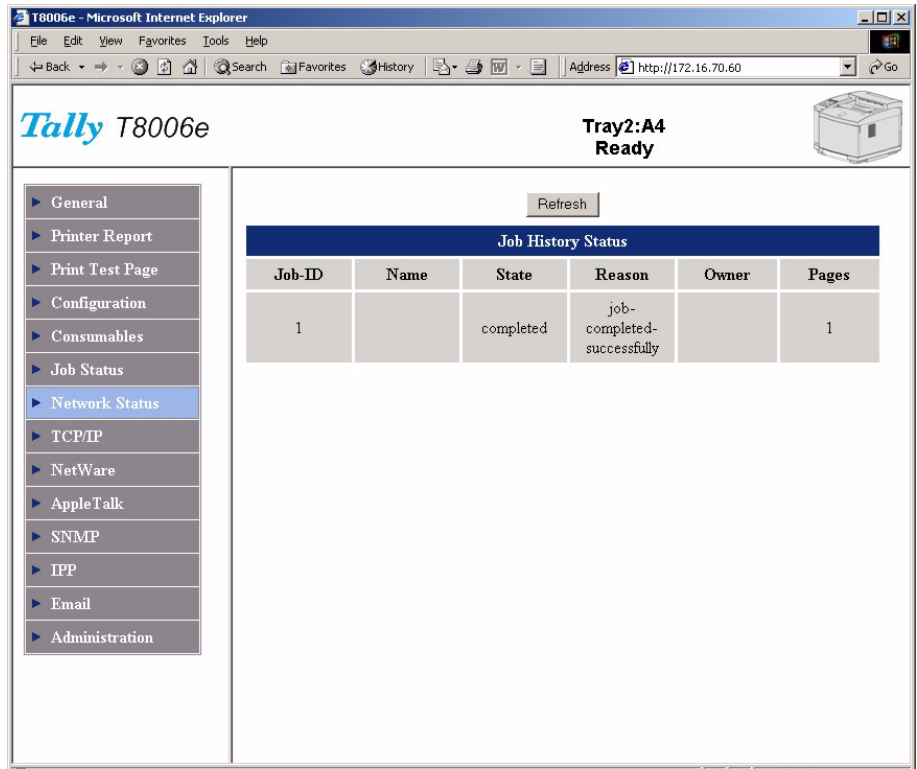 T8006e - Microsoft Internet Explorer
File Edit View Favorites Tools Help
Back Search Favorites History Address http://172.16.70.60 Go
Tally T8006e
Tray2:A4
Ready
General
Printer Report
Print Test Page
Configuration
Consumables
Job Status
Network Status
TCP/IP
NetWare
AppleTalk
SNMP
IPP
Email
Administration
Refresh
Job History Status
Job-ID Name State Reason Owner Pages
1 completed job-completed-successfully 1